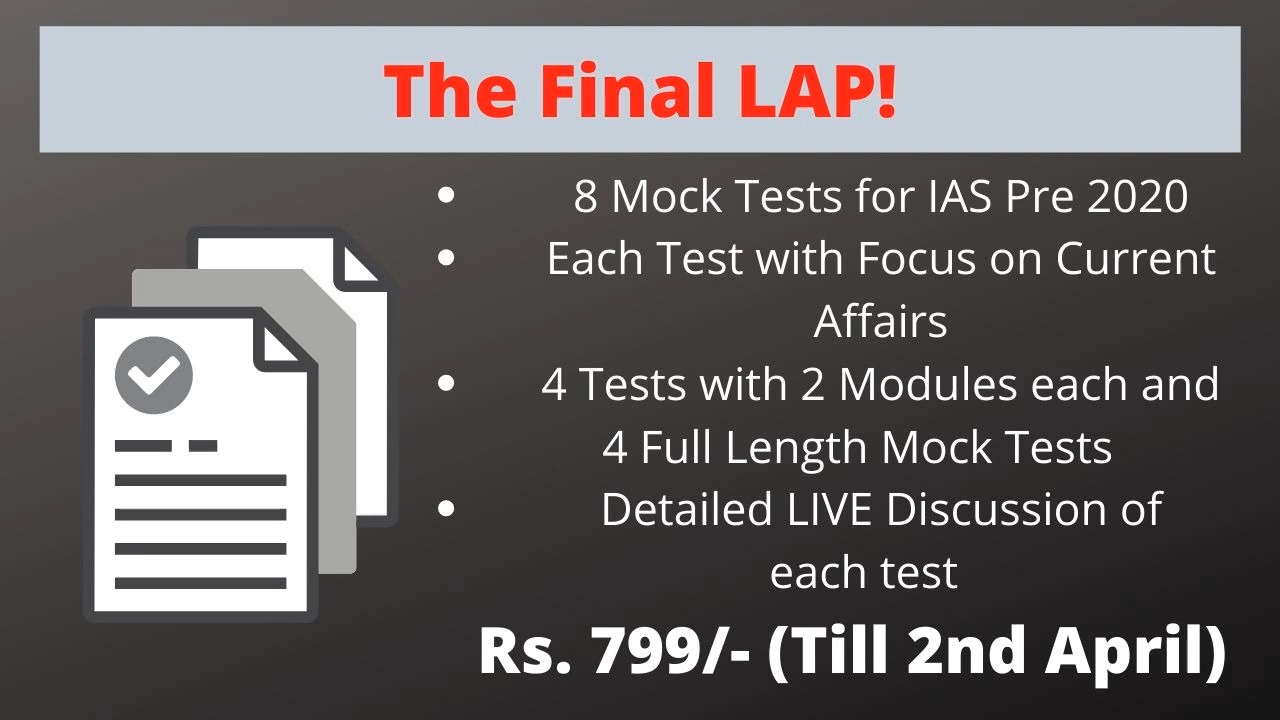 The Final LAP!
• 8 Mock Tests for IAS Pre 2020
• Each Test with Focus on Current
Affairs
• 4 Tests with 2 Modules each and
4 Full Length Mock Tests
• Detailed LIVE Discussion of
each test
Rs. 799/- (Till 2nd April)